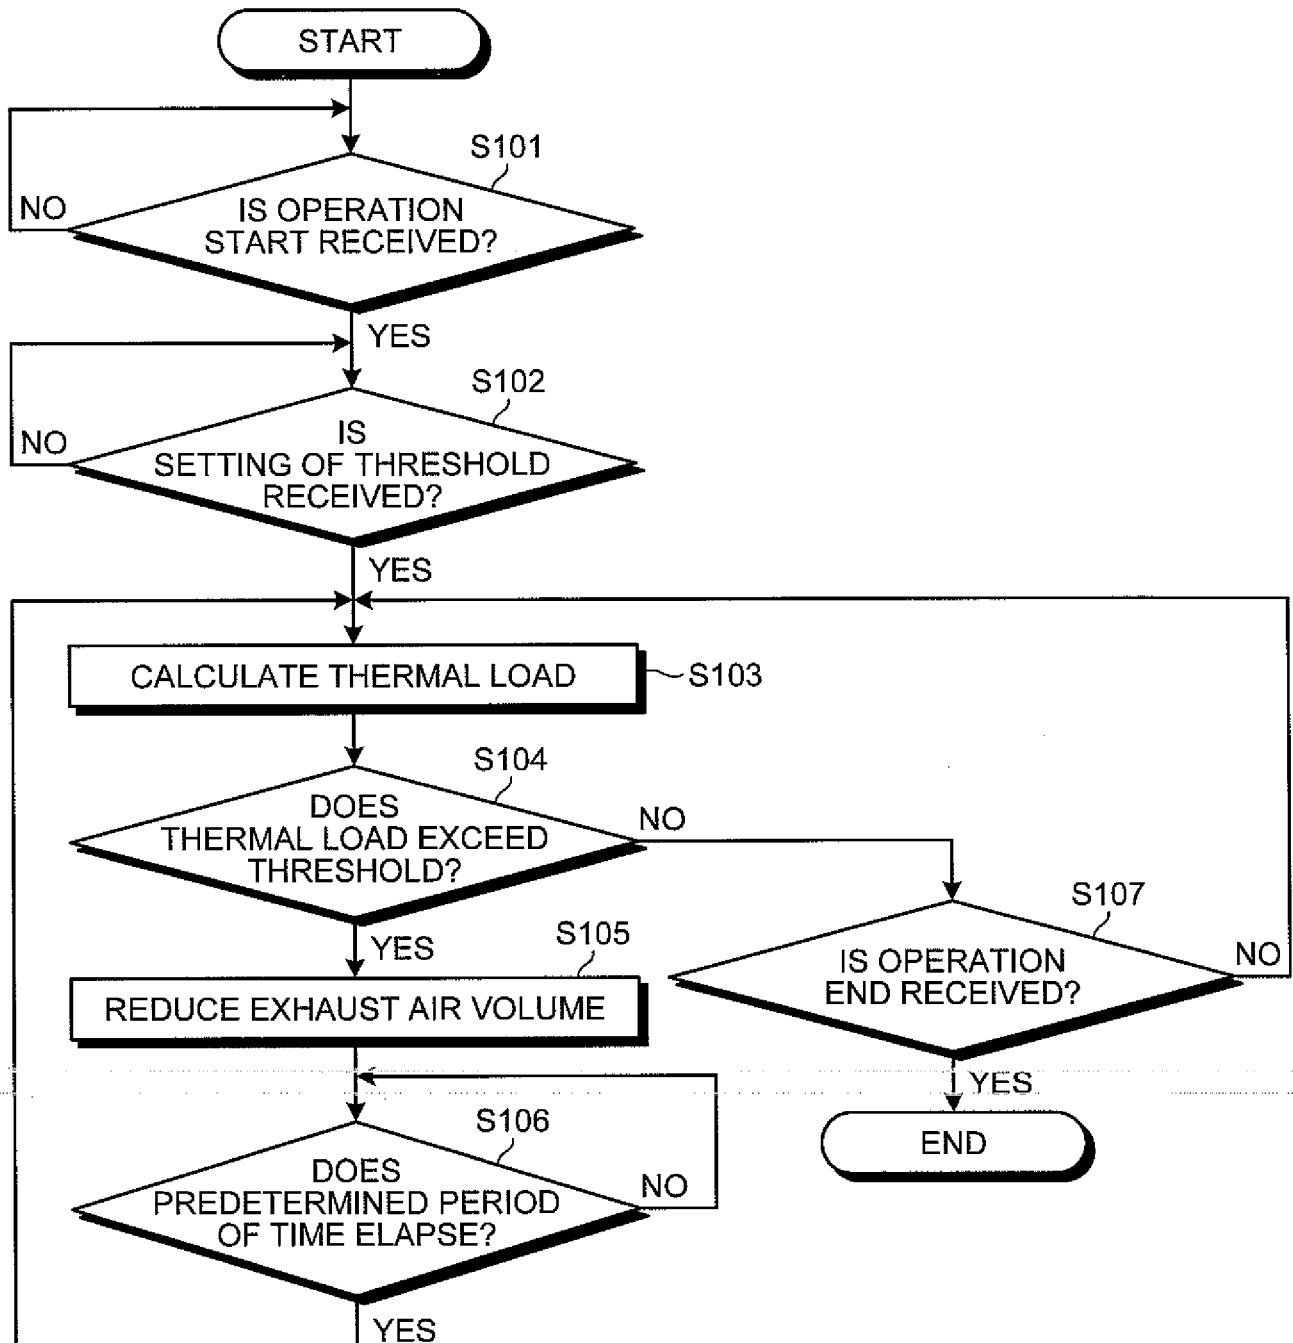 START
S101
NO
IS OPERATION
START RECEIVED?
YES
S102
NO
IS
SETTING OF THRESHOLD
RECEIVED?
YES
CALCULATE THERMAL LOAD
S103
S104
DOES
THERMAL LOAD EXCEED
THRESHOLD?
NO
YES
S105
REDUCE EXHAUST AIR VOLUME
S107
IS OPERATION
END RECEIVED?
NO
YES
END
S106
DOES
PREDETERMINED PERIOD
OF TIME ELAPSE?
NO
YES